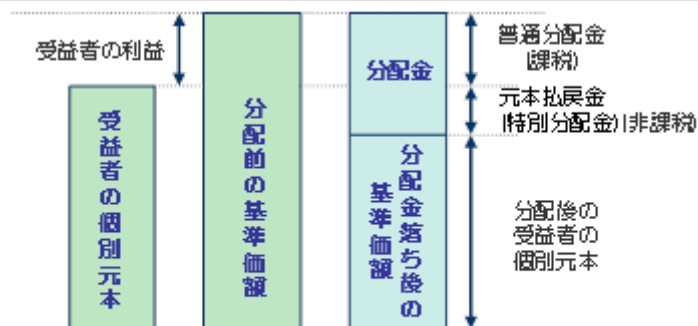 受益者の利益
受益者の個別元本
分配前の基準価額
分配金
分配金落ち後の
基準価額
普通分配金
(課税)
元本払戻金
(特別分配金)(非課税)
分配後の
受益者の
個別元本